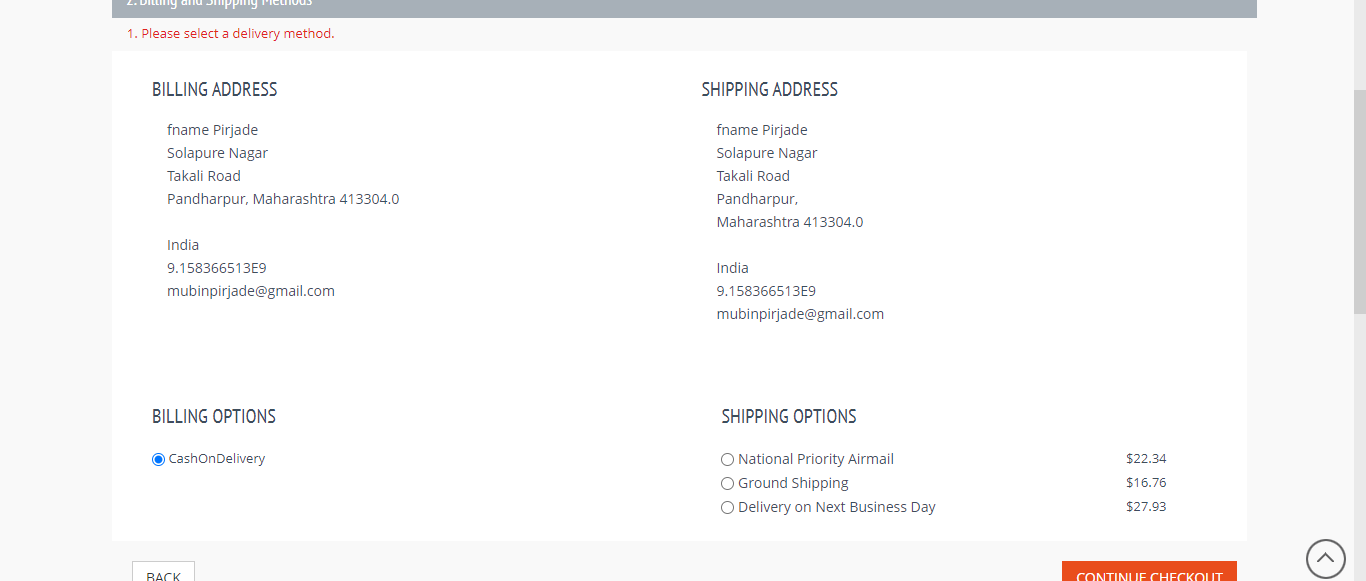 2. Billing and Shipping Methods
1. Please select a delivery method.
BILLING ADDRESS
fname Pirjade
Solapure Nagar
Takali Road
Pandharpur, Maharashtra 413304.0
India
9.158366513E9
mubinpirjade@gmail.com
SHIPPING ADDRESS
fname Pirjade
Solapure Nagar
Takali Road
Pandharpur,
Maharashtra 413304.0
India
9.158366513E9
mubinpirjade@gmail.com
BILLING OPTIONS
CashOnDelivery
SHIPPING OPTIONS
National Priority Airmail $22.34
Ground Shipping $16.76
Delivery on Next Business Day $27.93
BACK
CONTINUE CHECKOUT